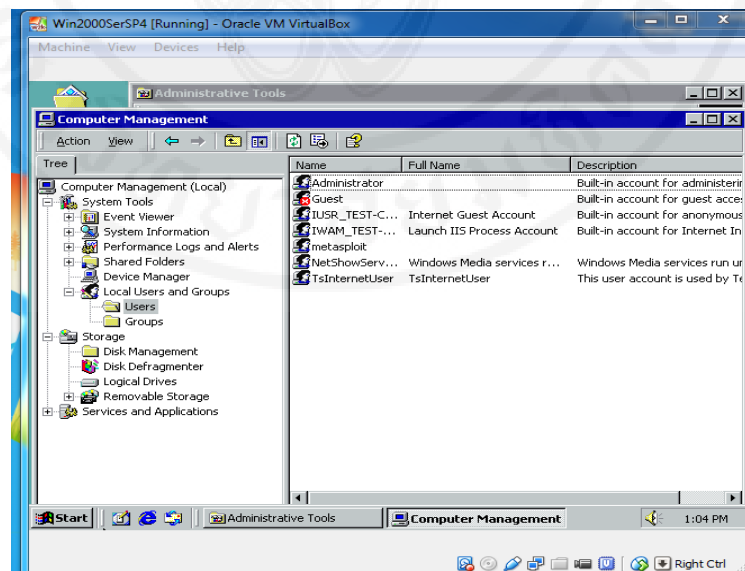 Win2000SerSP4 [Running] - Oracle VM VirtualBox
Machine View Devices Help
Administrative Tools
Computer Management
Action View
Tree
Name Full Name Description
Computer Management (Local)
System Tools
Event Viewer
System Information
Performance Logs and Alerts
Shared Folders
Device Manager
Local Users and Groups
Users
Groups
Storage
Disk Management
Disk Defragmenter
Logical Drives
Removable Storage
Services and Applications
Administrator Built-in account for administerin
Guest Built-in account for guest acces
IUSR_TEST-C... Internet Guest Account Built-in account for anonymous
IWAM_TEST-... Launch IIS Process Account Built-in account for Internet In
metasploit
NetShowServ... Windows Media services r... Windows Media services run ur
TsInternetUser TsInternetUser This user account is used by Te
Start Administrative Tools Computer Management 1:04 PM
Right Ctrl